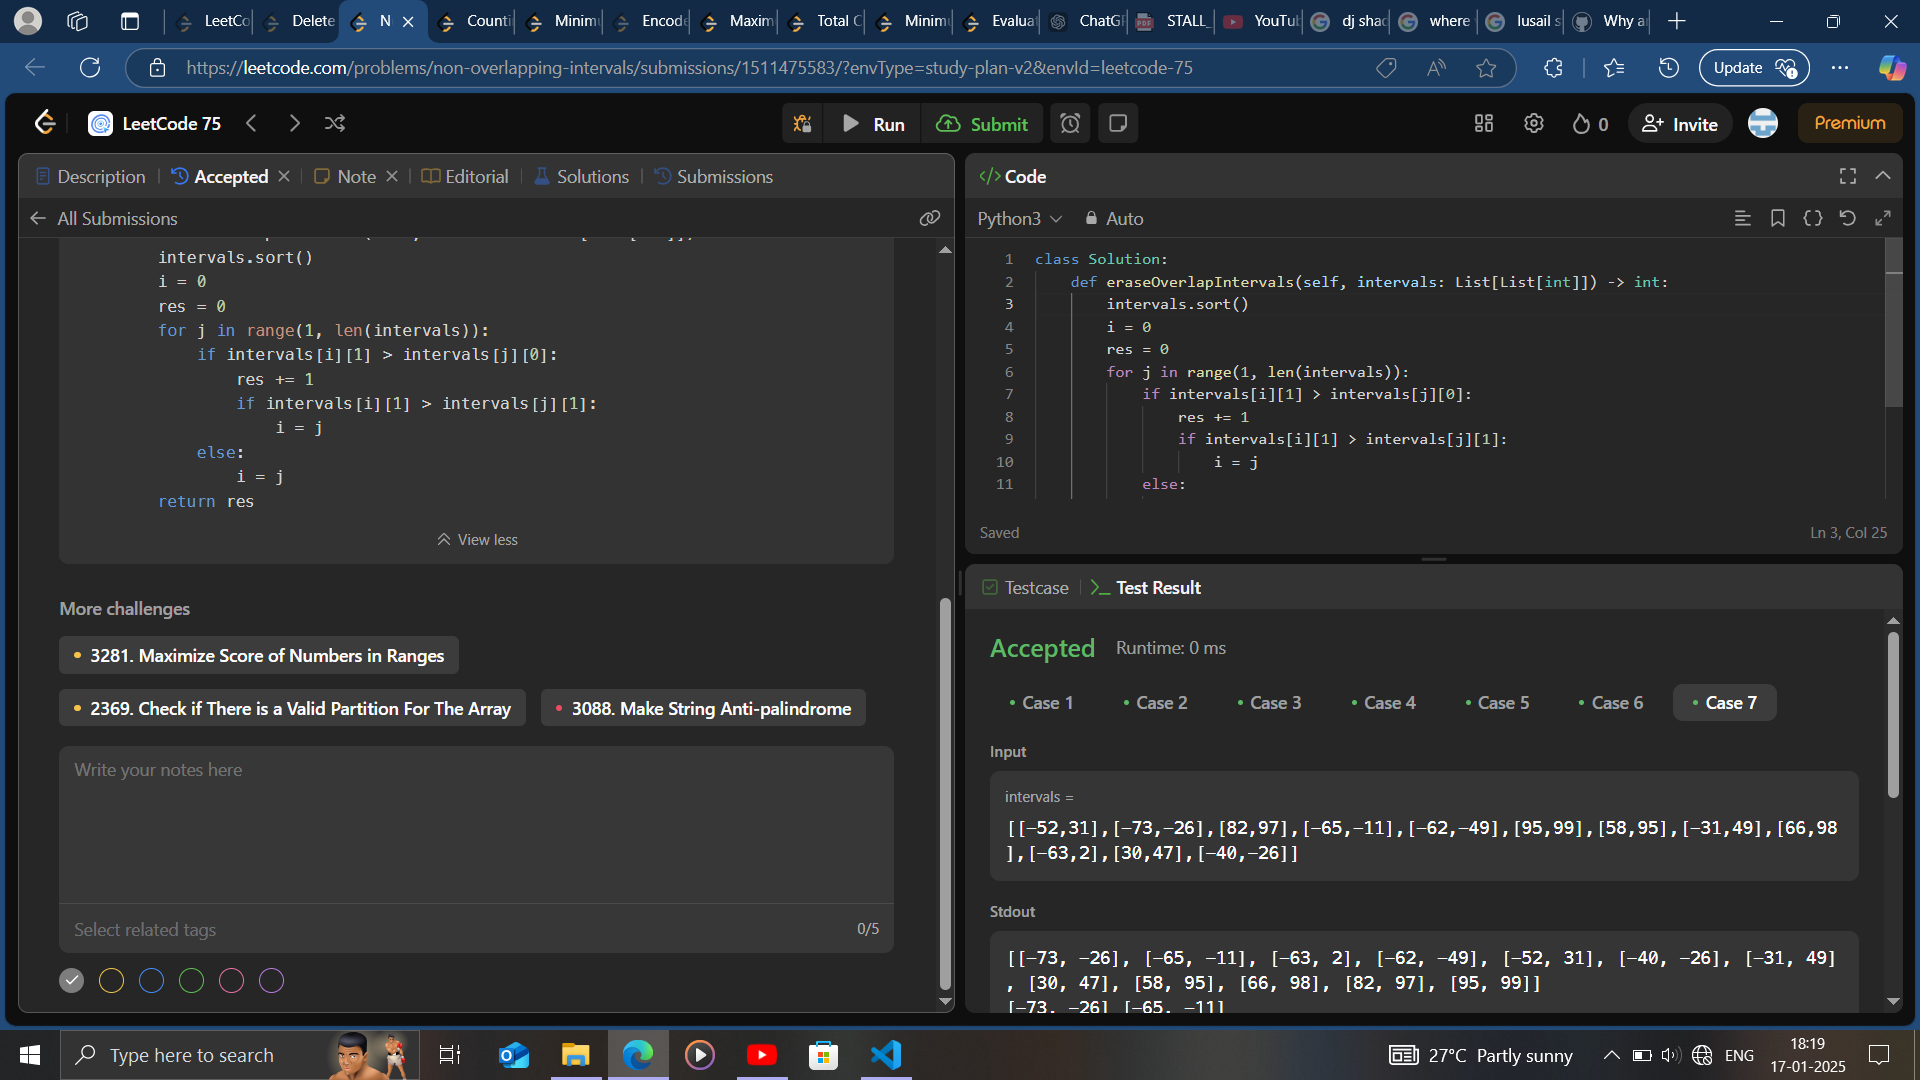 LeetCo
Delete
N
Counti
Minimu
Encode
Maxim
Total C
Minimu
Evaluat
ChatGP
STALL_
YouTub
dj shac
where
lusail s
Why a
https://leetcode.com/problems/non-overlapping-intervals/submissions/1511475583/?envType=study-plan-v2&envId=leetcode-75
Update
LeetCode 75
Run
Submit
0
Invite
Premium
Description
Accepted
Note
Editorial
Solutions
Submissions
All Submissions
intervals.sort()
i = 0
res = 0
for j in range(1, len(intervals)):
if intervals[i][1] > intervals[j][0]:
res += 1
if intervals[i][1] > intervals[j][1]:
i = j
else:
i = j
return res
View less
More challenges
3281. Maximize Score of Numbers in Ranges
2369. Check if There is a Valid Partition For The Array
3088. Make String Anti-palindrome
Write your notes here
Select related tags
0/5
</> Code
Python3
Auto
1 class Solution:
2 def eraseOverlapIntervals(self, intervals: List[List[int]]) -> int:
3 intervals.sort()
4 i = 0
5 res = 0
6 for j in range(1, len(intervals)):
7 if intervals[i][1] > intervals[j][0]:
8 res += 1
9 if intervals[i][1] > intervals[j][1]:
10 i = j
11 else:
Saved
Ln 3, Col 25
Testcase
Test Result
Accepted Runtime: 0 ms
Case 1
Case 2
Case 3
Case 4
Case 5
Case 6
Case 7
Input
intervals =
[[-52,31],[-73,-26],[82,97],[-65,-11],[-62,-49],[95,99],[58,95],[-31,49],[66,98
],[-63,2],[30,47],[-40,-26]]
Stdout
[[-73, -26], [-65, -11], [-63, 2], [-62, -49], [-52, 31], [-40, -26], [-31, 49]
, [30, 47], [58, 95], [66, 98], [82, 97], [95, 99]]
[-73, -26] [-65, -11]
Type here to search
27°C Partly sunny
ENG
18:19
17-01-2025